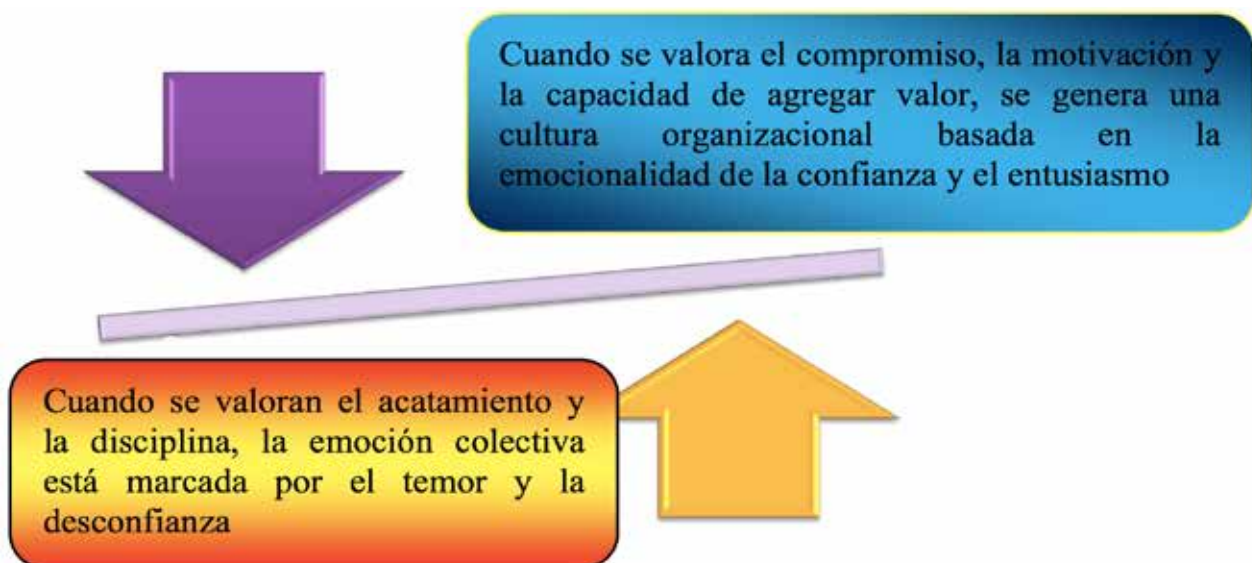 Cuando se valora el compromiso, la motivación y
la capacidad de agregar valor, se genera una
cultura organizacional basada en la
emocionalidad de la confianza y el entusiasmo
Cuando se valoran el acatamiento y
la disciplina, la emoción colectiva
está marcada por el temor y la
desconfianza